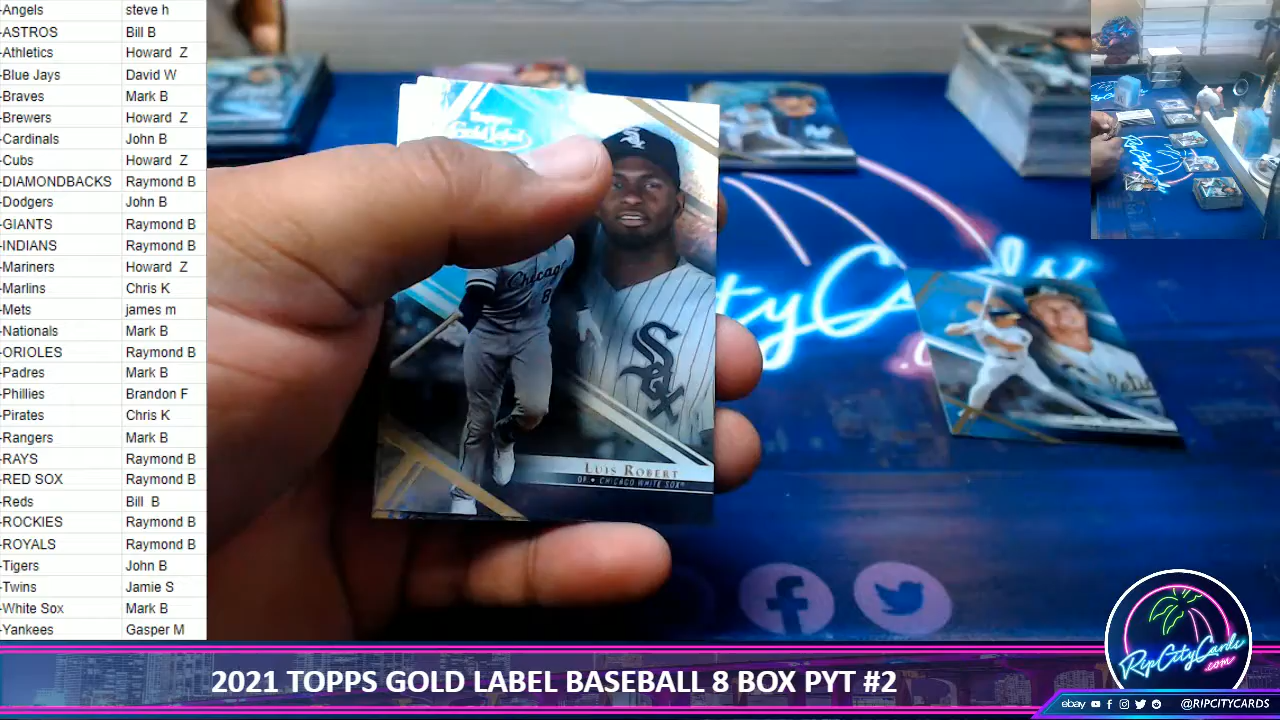 -Angels steve h
-ASTROS Bill B
-Athletics Howard Z
-Blue Jays David W
-Braves Mark B
-Brewers Howard Z
-Cardinals John B
-Cubs Howard Z
-DIAMONDBACKS Raymond B
-Dodgers John B
-GIANTS Raymond B
-INDIANS Raymond B
-Mariners Howard Z
-Marlins Chris K
-Mets james m
-Nationals Mark B
-ORIOLES Raymond B
-Padres Mark B
-Phillies Brandon F
-Pirates Chris K
-Rangers Mark B
-RAYS Raymond B
-RED SOX Raymond B
-Reds Bill B
-ROCKIES Raymond B
-ROYALS Raymond B
-Tigers John B
-Twins Jamie S
-White Sox Mark B
-Yankees Gasper M
Gold Label
SOX
Chicago
8
SOX
LUIS ROBERT
OF • CHICAGO WHITE SOX
RipCityCards
.com
2021 TOPPS GOLD LABEL BASEBALL 8 BOX PYT #2
ebay @RIPCITYCARDS